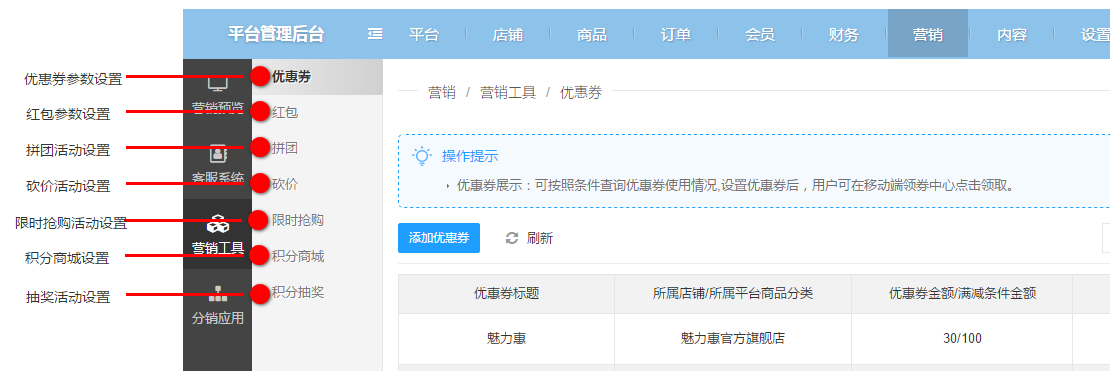 平台管理后台 平台 店铺 商品 订单 会员 财务 营销 内容 设置
优惠券参数设置
红包参数设置
拼团活动设置
砍价活动设置
限时抢购活动设置
积分商城设置
抽奖活动设置
营销预览
客服系统
营销工具
分销应用
优惠券
红包
拼团
砍价
限时抢购
积分商城
积分抽奖
营销 / 营销工具 / 优惠券
操作提示
优惠券展示：可按照条件查询优惠券使用情况,设置优惠券后，用户可在移动端领券中心点击领取。
添加优惠券 刷新
优惠券标题 所属店铺/所属平台商品分类 优惠券金额/满减条件金额
魅力惠 魅力惠官方旗舰店 30/100